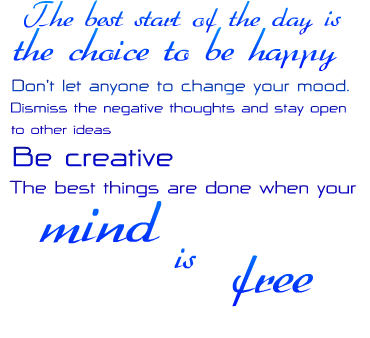 The best start of the day is
the choice to be happy
Don't let anyone to change your mood.
Dismiss the negative thoughts and stay open
to other ideas
Be creative
The best things are done when your
mind
is
free